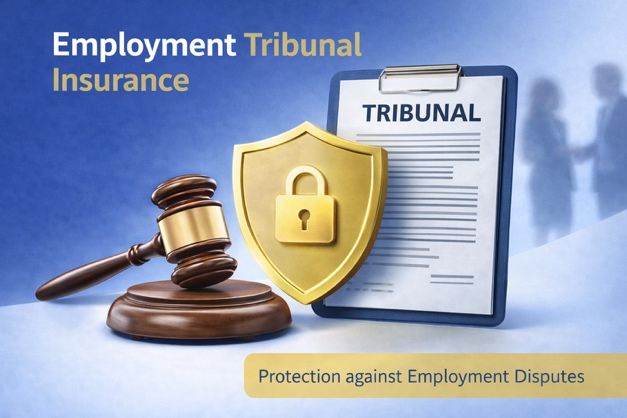 Employment Tribunal
Insurance
TRIBUNAL
Protection against Employment Disputes